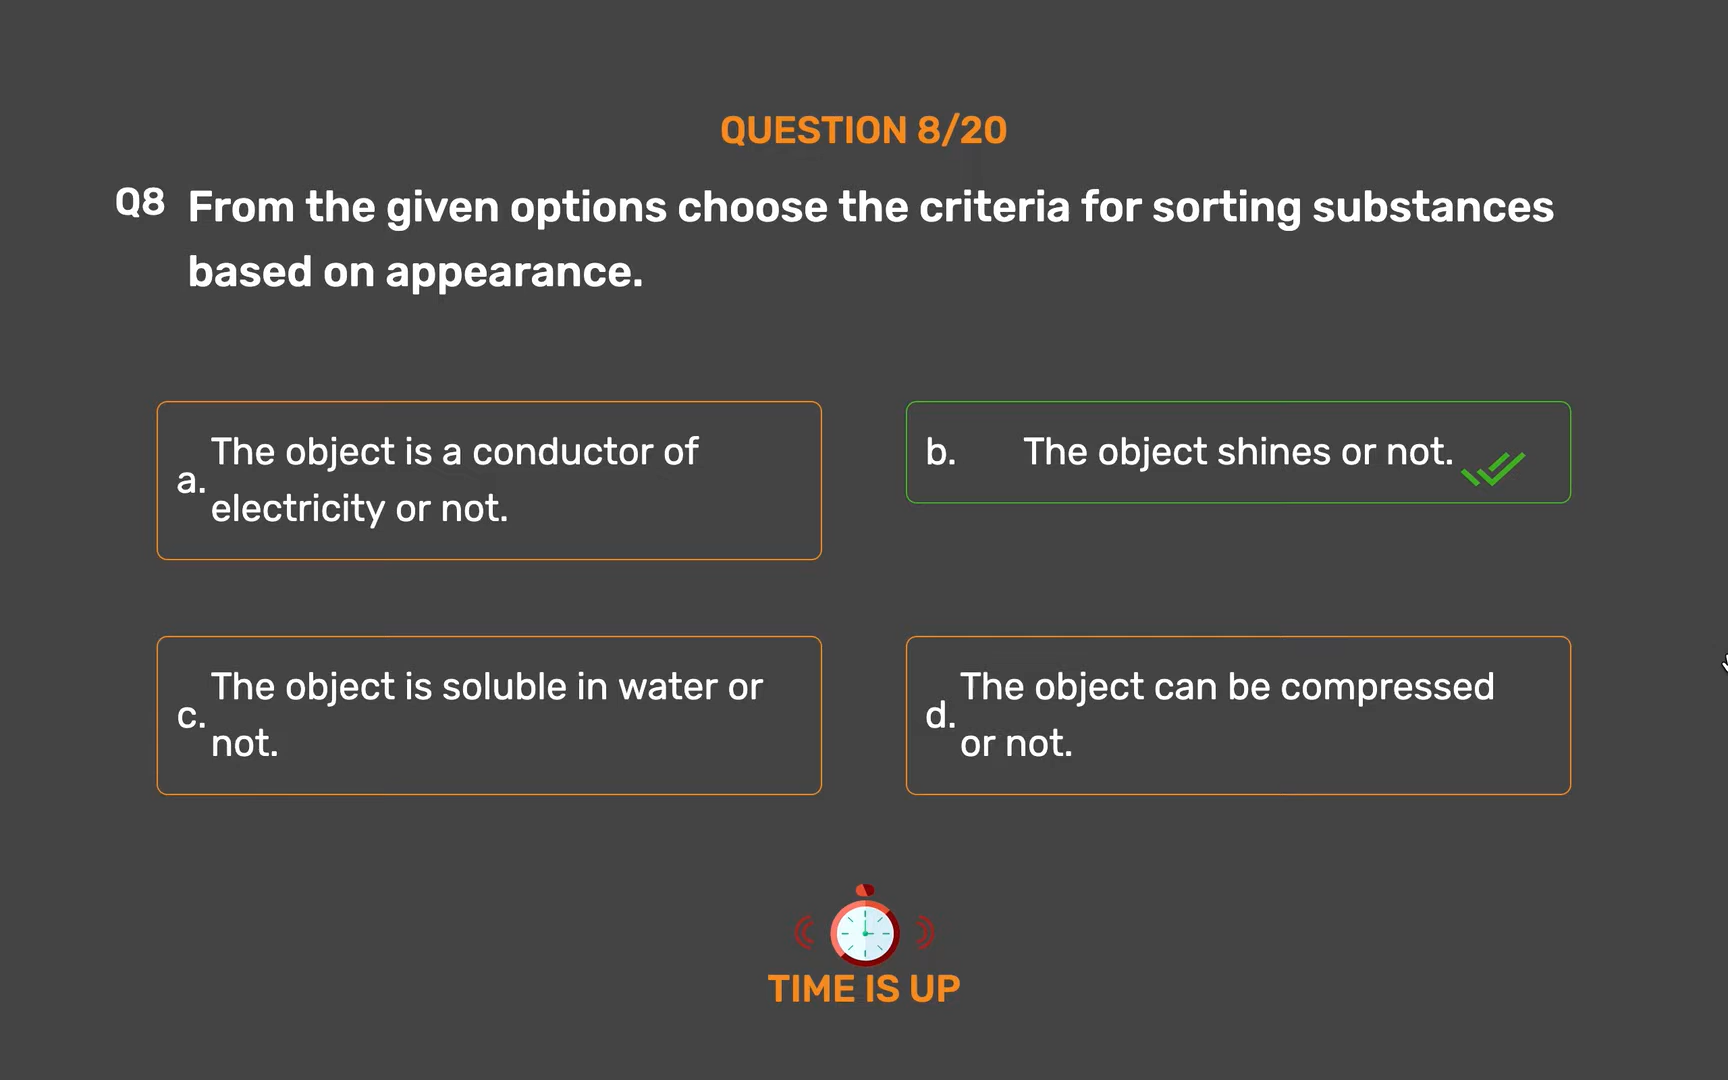 QUESTION 8/20
Q8 From the given options choose the criteria for sorting substances
based on appearance.
a. The object is a conductor of
electricity or not.
b. The object shines or not.
c. The object is soluble in water or
not.
d. The object can be compressed
or not.
TIME IS UP